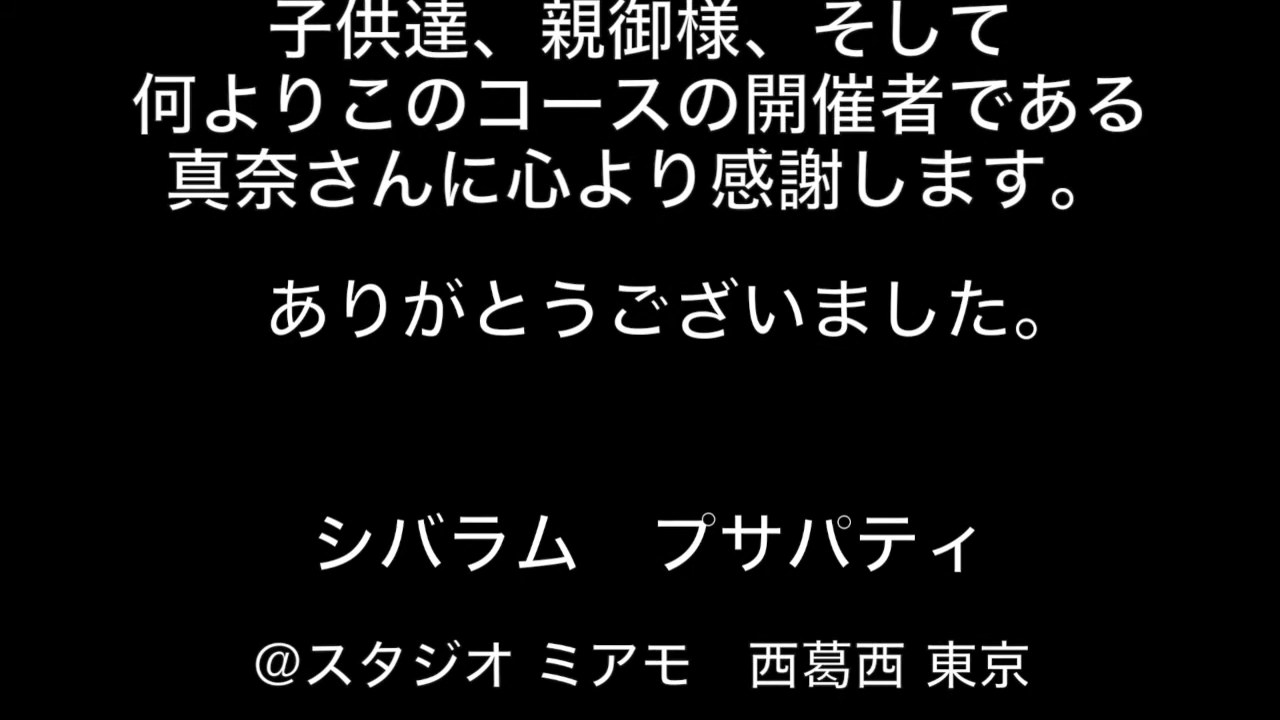 子供達、親御様、そして
何よりこのコースの開催者である
真奈さんに心より感謝します。
ありがとうございました。
シバラム　プサパティ
@スタジオ ミアモ　西葛西 東京